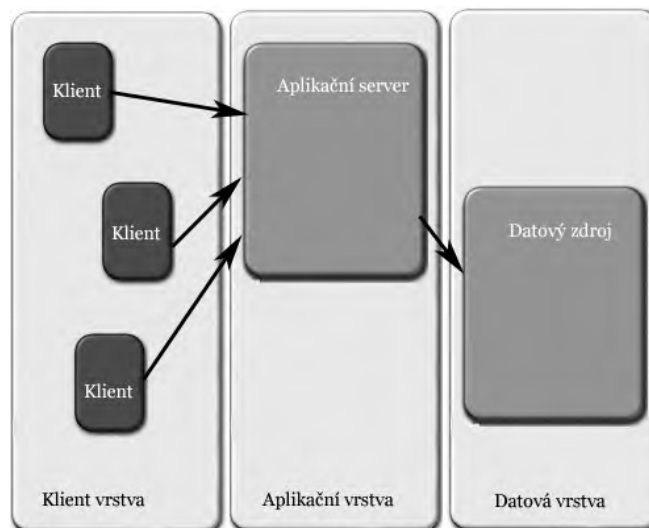 Klient
Aplikační server
Klient
Datový zdroj
Klient
Klient vrstva
Aplikační vrstva
Datová vrstva